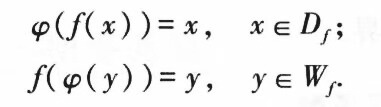 φ(f(x)) = x, x ∈ D_f;
f(φ(y)) = y, y ∈ W_f.